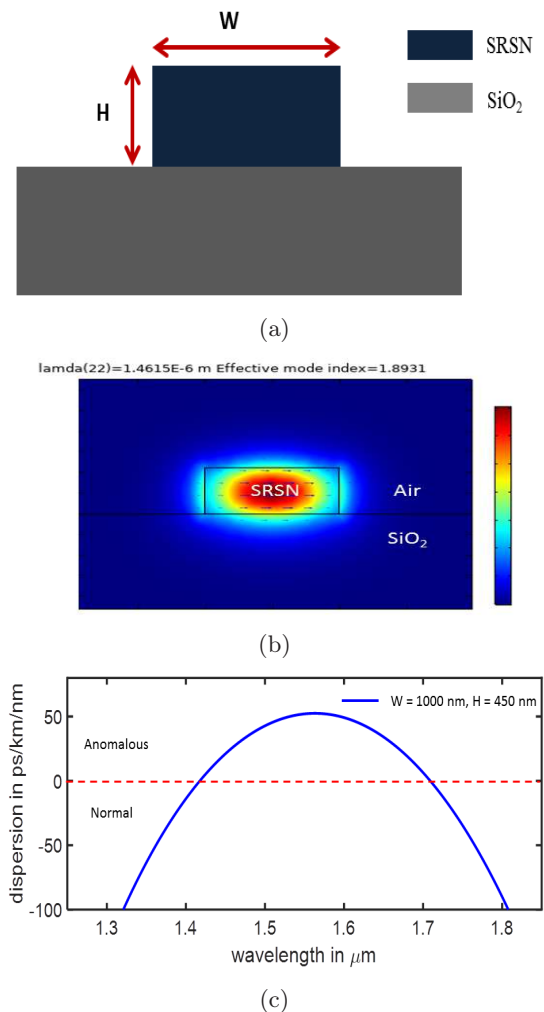 W
H
SRSN
SiO₂
(a)
lamda(22)=1.4615E-6 m Effective mode index=1.8931
SRSN
Air
SiO₂
(b)
W = 1000 nm, H = 450 nm
50
Anomalous
0
Normal
-50
-100
dispersion in ps/km/nm
1.3 1.4 1.5 1.6 1.7 1.8
wavelength in μm
(c)